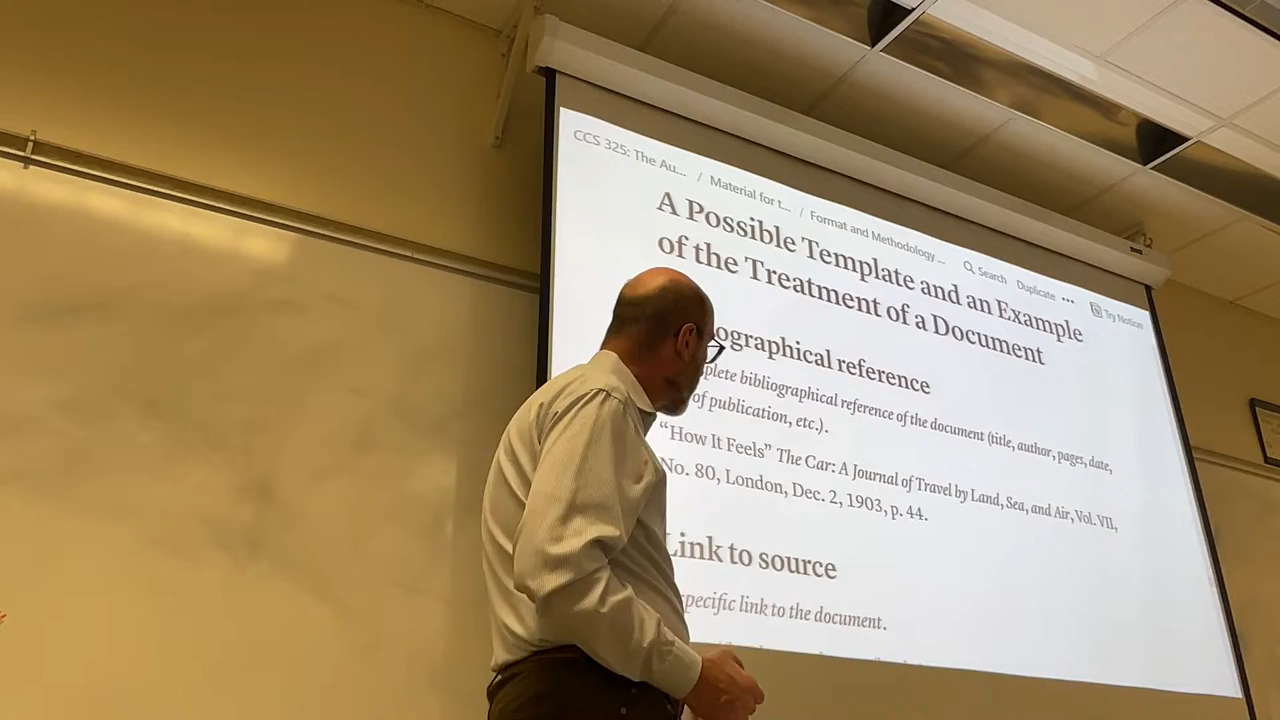 CCS 325: The Au... / Material for t... / Format and Methodology ... Search Duplicate ••• Try Notion
A Possible Template and an Example
of the Treatment of a Document
ographical reference
plete bibliographical reference of the document (title, author, pages, date,
of publication, etc.).
“How It Feels” The Car: A Journal of Travel by Land, Sea, and Air, Vol. VII,
No. 80, London, Dec. 2, 1903, p. 44.
Link to source
specific link to the document.